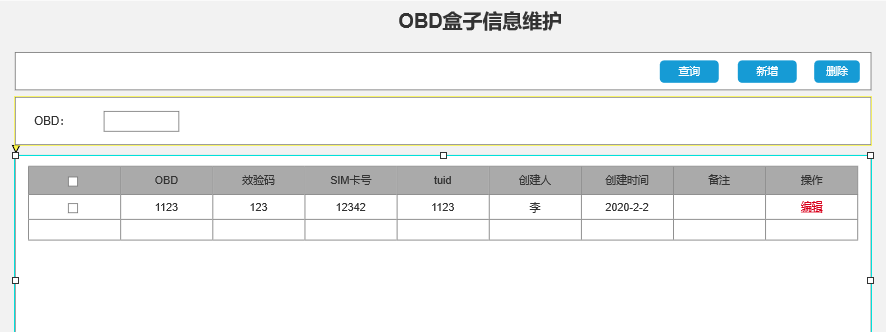 OBD盒子信息维护
查询 新增 删除
OBD：
OBD 效验码 SIM卡号 tuid 创建人 创建时间 备注 操作
1123 123 12342 1123 李 2020-2-2 编辑